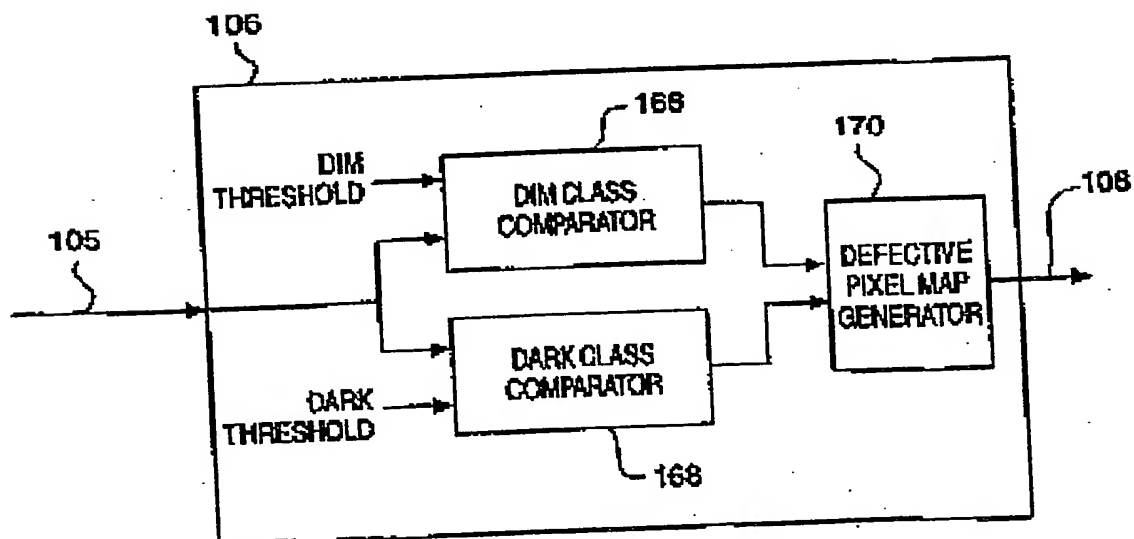 106
166
170
DIM
THRESHOLD
DIM CLASS
COMPARATOR
108
105
DEFECTIVE
PIXEL MAP
GENERATOR
DARK CLASS
COMPARATOR
DARK
THRESHOLD
168